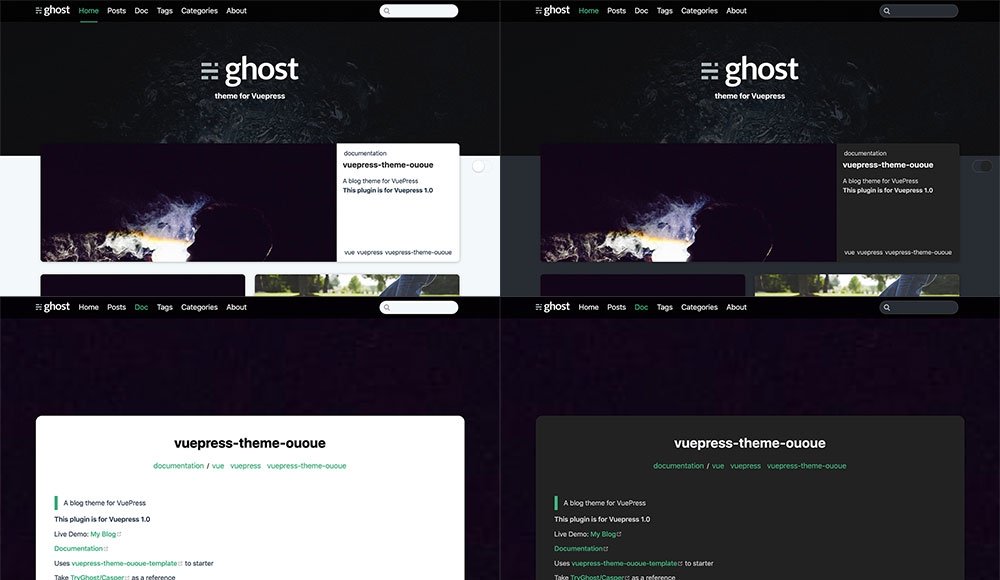 ghost Home Posts Doc Tags Categories About
ghost
theme for Vuepress
documentation
vuepress-theme-ououe
A blog theme for VuePress
This plugin is for Vuepress 1.0
vue vuepress vuepress-theme-ououe
ghost Home Posts Doc Tags Categories About
ghost
theme for Vuepress
documentation
vuepress-theme-ououe
A blog theme for VuePress
This plugin is for Vuepress 1.0
vue vuepress vuepress-theme-ououe
ghost Home Posts Doc Tags Categories About
vuepress-theme-ououe
documentation / vue vuepress vuepress-theme-ououe
A blog theme for VuePress
This plugin is for Vuepress 1.0
Live Demo: My Blog
Documentation
Uses vuepress-theme-ououe-template to starter
Take TryGhost/Casper as a reference
ghost Home Posts Doc Tags Categories About
vuepress-theme-ououe
documentation / vue vuepress vuepress-theme-ououe
A blog theme for VuePress
This plugin is for Vuepress 1.0
Live Demo: My Blog
Documentation
Uses vuepress-theme-ououe-template to starter
Take TryGhost/Casper as a reference